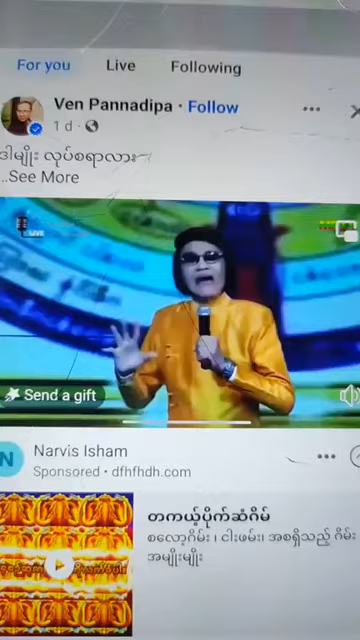 For you Live Following
Ven Pannadipa · Follow
1 d ·
ဒါမျိုး လုပ်စရာလား
...See More
LIVE
Send a gift
N
Narvis Isham
Sponsored · dfhfhdh.com
တကယ့်ပိုက်ဆံဂိမ်
စလော့ဂိမ်း ၊ ငါးဖမ်း၊ အစရှိသည့် ဂိမ်း
အမျိုးမျိုး